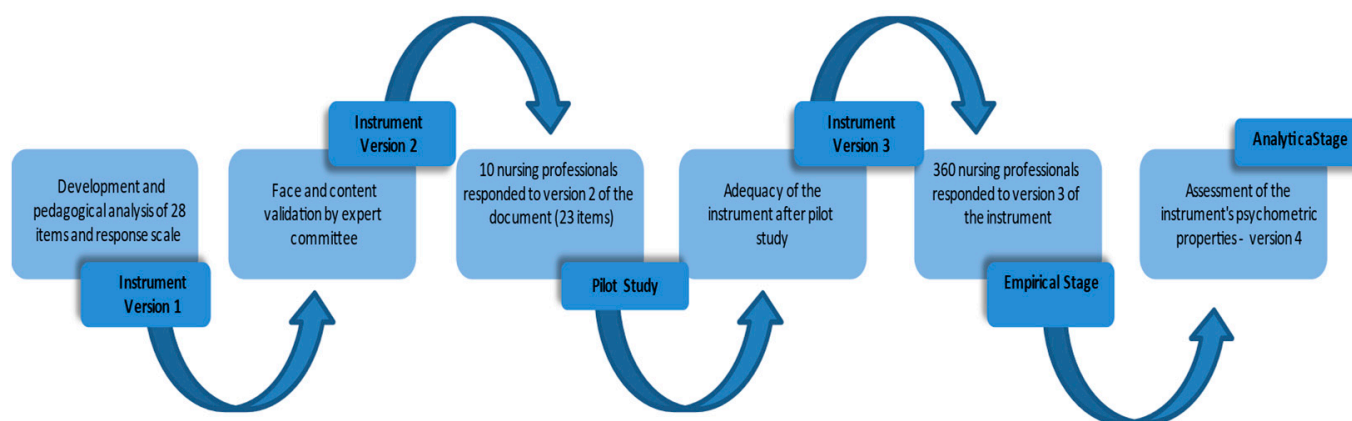 Development and
pedagogical analysis of 28
items and response scale
Instrument
Version 1
Face and content
validation by expert
committee
Instrument
Version 2
10 nursing professionals
responded to version 2 of the
document (23 items)
Pilot Study
Adequacy of the
instrument after pilot
study
Instrument
Version 3
360 nursing professionals
responded to version 3 of
the instrument
Empirical Stage
Assessment of the
instrument's psychometric
properties - version 4
AnalyticaStage